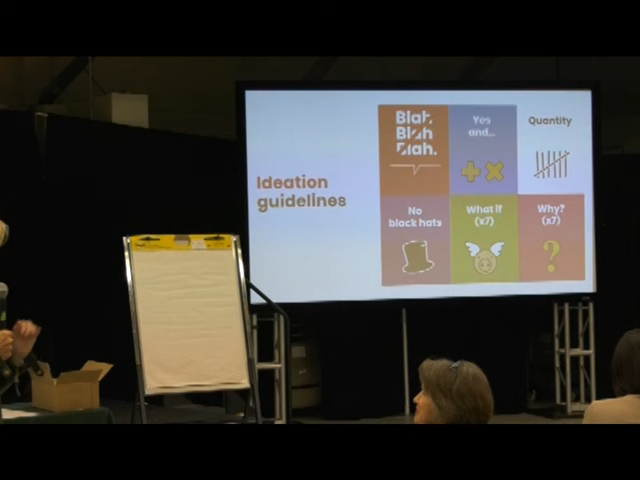 Ideation
guidelines
Blah.
Blah
Blah.
Yes
and...
Quantity
No
black hats
What if
(x7)
Why?
(x7)